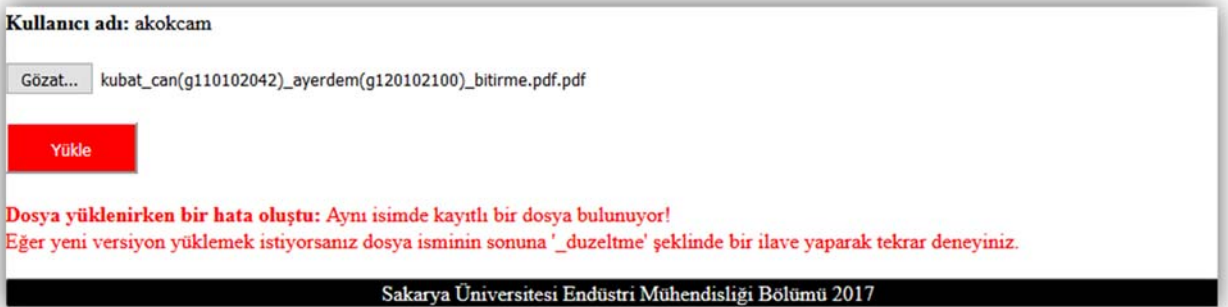 Kullanıcı adı: akokcam
Gözat... kubat_can(g110102042)_ayerdem(g120102100)_bitirme.pdf.pdf
Yükle
Dosya yüklenirken bir hata oluştu: Aynı isimde kayıtlı bir dosya bulunuyor!
Eğer yeni versiyon yüklemek istiyorsanız dosya isminin sonuna '_duzeltme' şeklinde bir ilave yaparak tekrar deneyiniz.
Sakarya Üniversitesi Endüstri Mühendisliği Bölümü 2017